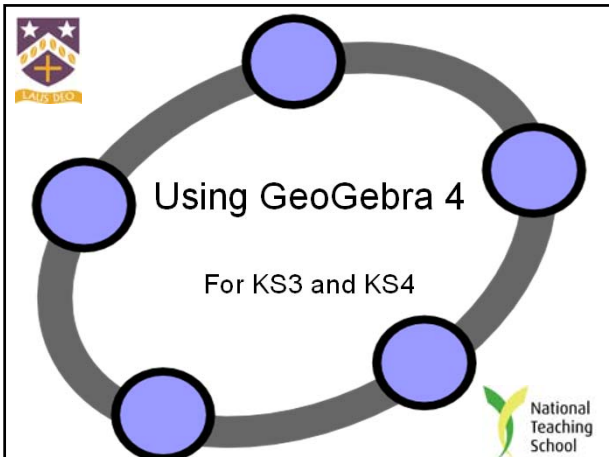 LAUS DEO
Using GeoGebra 4
For KS3 and KS4
National
Teaching
School